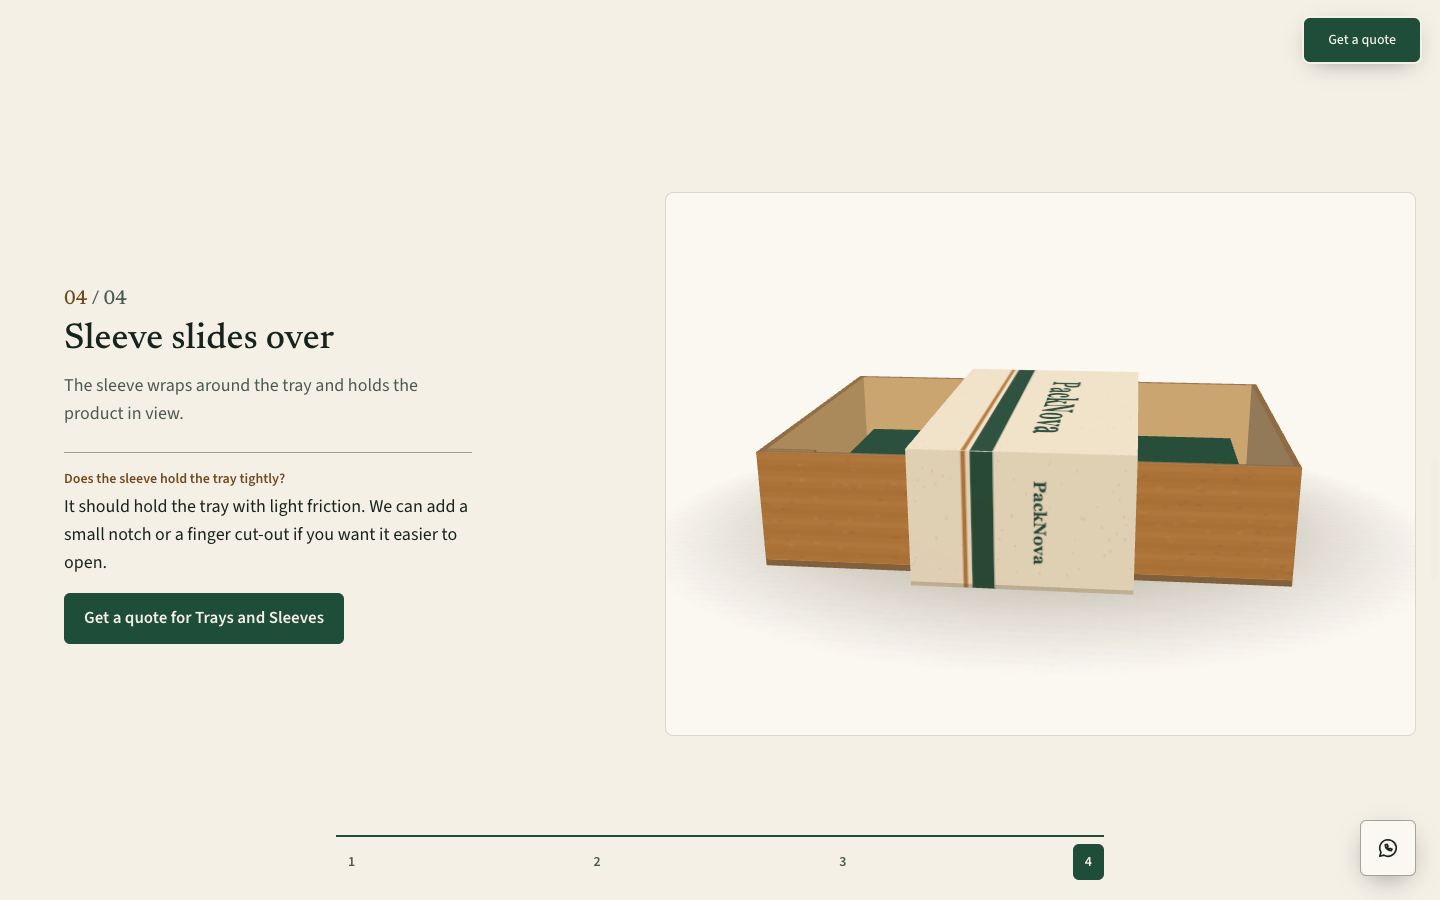 Get a quote
04 / 04
Sleeve slides over
The sleeve wraps around the tray and holds the
product in view.
Does the sleeve hold the tray tightly?
It should hold the tray with light friction. We can add a
small notch or a finger cut-out if you want it easier to
open.
Get a quote for Trays and Sleeves
PackNova
PackNova
1
2
3
4